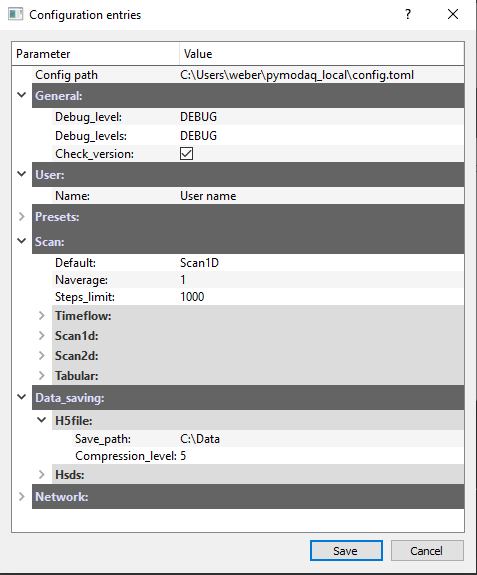 Configuration entries ?
Parameter Value
Config path C:\Users\weber\pymodaq_local\config.toml
General:
Debug_level: DEBUG
Debug_levels: DEBUG
Check_version:
User:
Name: User name
Presets:
Scan:
Default: Scan1D
Naverage: 1
Steps_limit: 1000
Timeflow:
Scan1d:
Scan2d:
Tabular:
Data_saving:
H5file:
Save_path: C:\Data
Compression_level: 5
Hsds:
Network:
Save Cancel